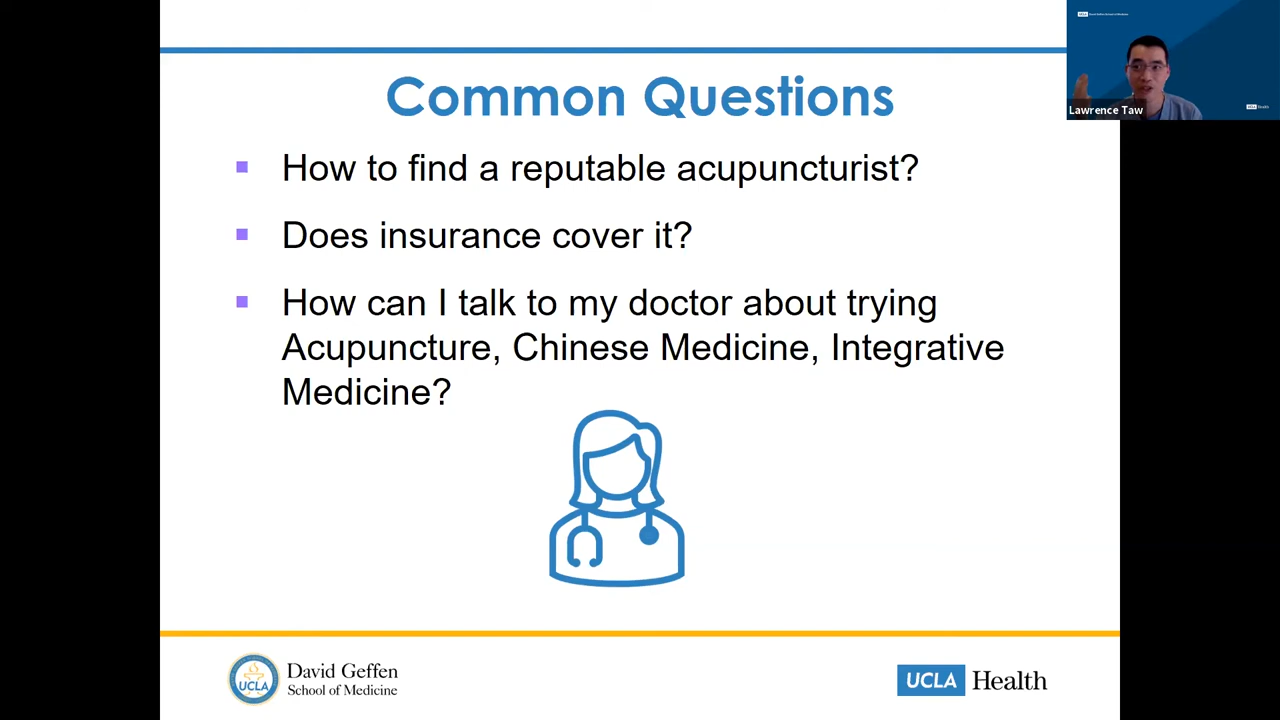 Common Questions
How to find a reputable acupuncturist?
Does insurance cover it?
How can I talk to my doctor about trying
Acupuncture, Chinese Medicine, Integrative
Medicine?
Lawrence Taw
UCLA
David Geffen
School of Medicine
UCLA Health